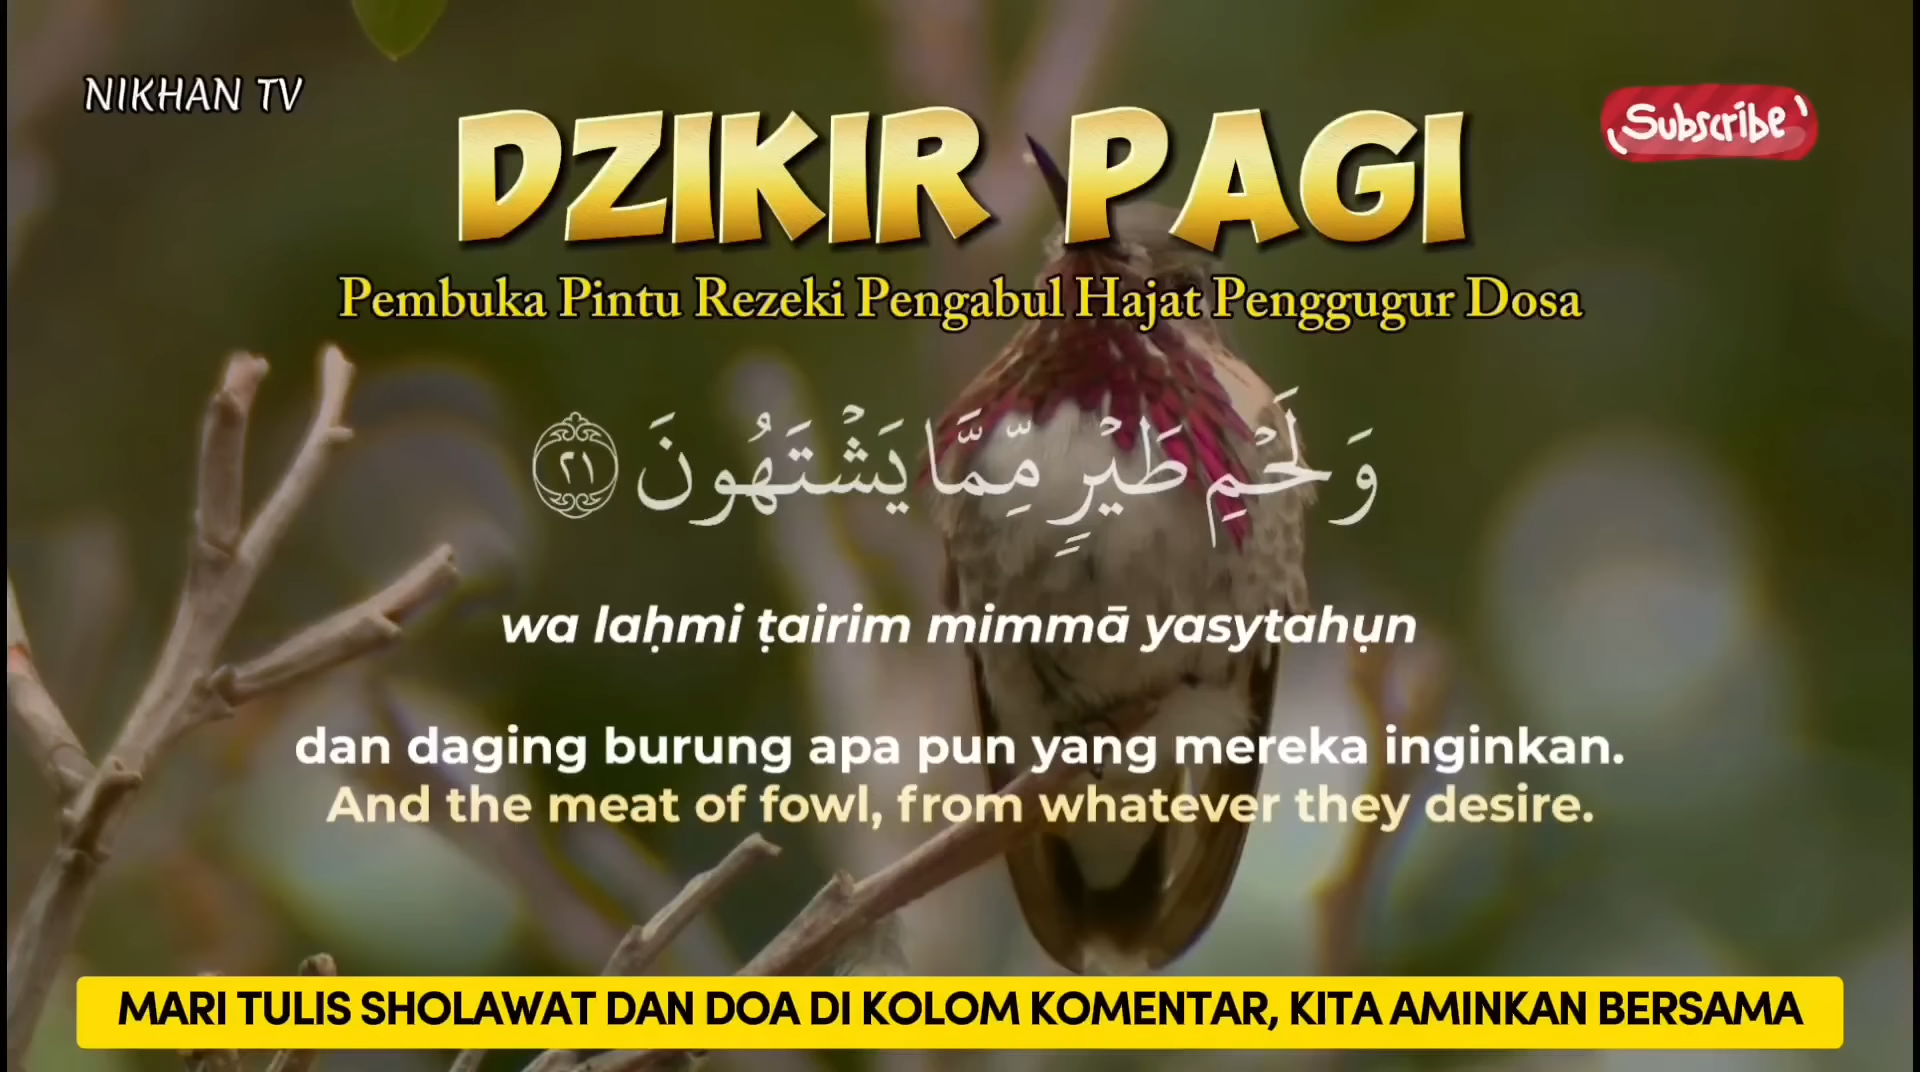 NIKHAN TV
Subscribe
DZIKIR PAGI
Pembuka Pintu Rezeki Pengabul Hajat Penggugur Dosa
وَلَحْمِ طَيْرٍ مِّمَّا يَشْتَهُونَ ٢١
wa laḥmi ṭairim mimmā yasytahụn
dan daging burung apa pun yang mereka inginkan.
And the meat of fowl, from whatever they desire.
MARI TULIS SHOLAWAT DAN DOA DI KOLOM KOMENTAR, KITA AMINKAN BERSAMA